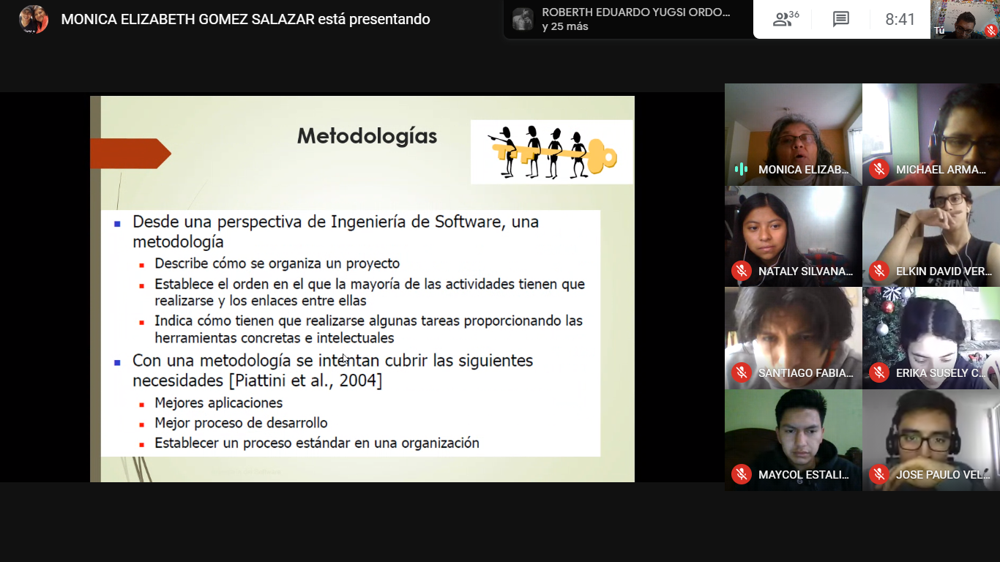 MONICA ELIZABETH GOMEZ SALAZAR está presentando
ROBERTH EDUARDO YUGSI ORDO...
y 25 más
36
8:41
Tú
Metodologías
Desde una perspectiva de Ingeniería de Software, una
metodología
Describe cómo se organiza un proyecto
Establece el orden en el que la mayoría de las actividades tienen que
realizarse y los enlaces entre ellas
Indica cómo tienen que realizarse algunas tareas proporcionando las
herramientas concretas e intelectuales
Con una metodología se intentan cubrir las siguientes
necesidades [Piattini et al., 2004]
Mejores aplicaciones
Mejor proceso de desarrollo
Establecer un proceso estándar en una organización
MONICA ELIZAB...
MICHAEL ARMA...
NATALY SILVANA...
ELKIN DAVID VER...
SANTIAGO FABIA...
ERIKA SUSELY C...
MAYCOL ESTALI...
JOSE PAULO VEL...